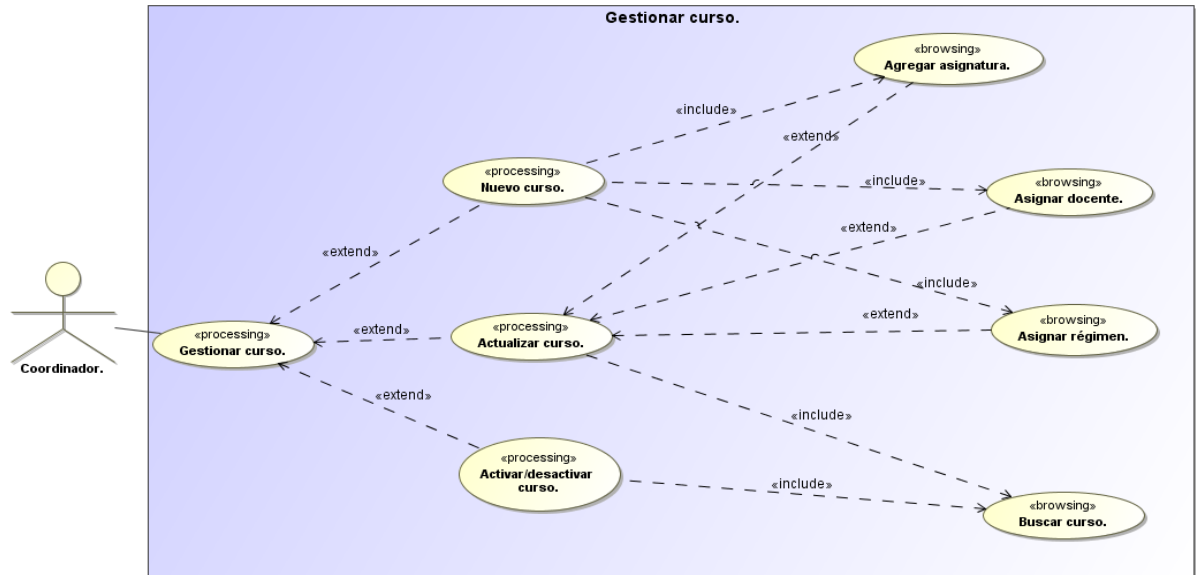 Gestionar curso.
«browsing»
Agregar asignatura.
«include»
«extend»
«processing»
Nuevo curso.
«include»
«browsing»
Asignar docente.
«extend»
«extend»
«include»
«processing»
Gestionar curso.
«extend»
«processing»
Actualizar curso.
«extend»
«browsing»
Asignar régimen.
Coordinador.
«extend»
«include»
«processing»
Activar/desactivar
curso.
«include»
«browsing»
Buscar curso.